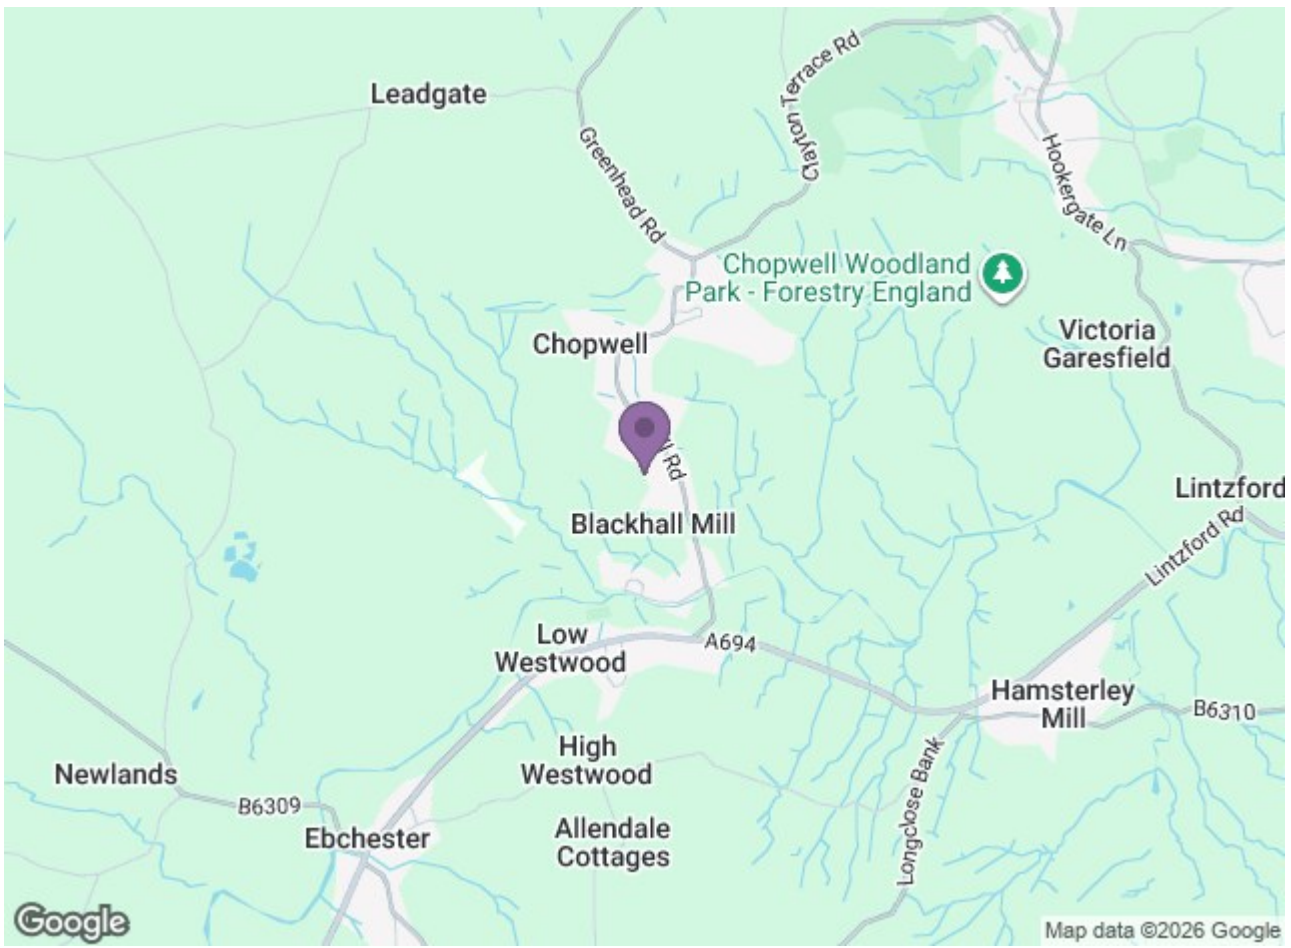 Leadgate
Clayton Terrace Rd
Greenhead Rd
Hookergate Ln
Chopwell Woodland
Park - Forestry England
Chopwell
Victoria
Garesfield
Rd
Lintzford
Blackhall Mill
Lintzford Rd
Low
Westwood
A694
Hamsterley
Mill
B6310
High
Westwood
Newlands
Longclose Bank
B6309
Ebchester
Allendale
Cottages
Google
Map data ©2026 Google